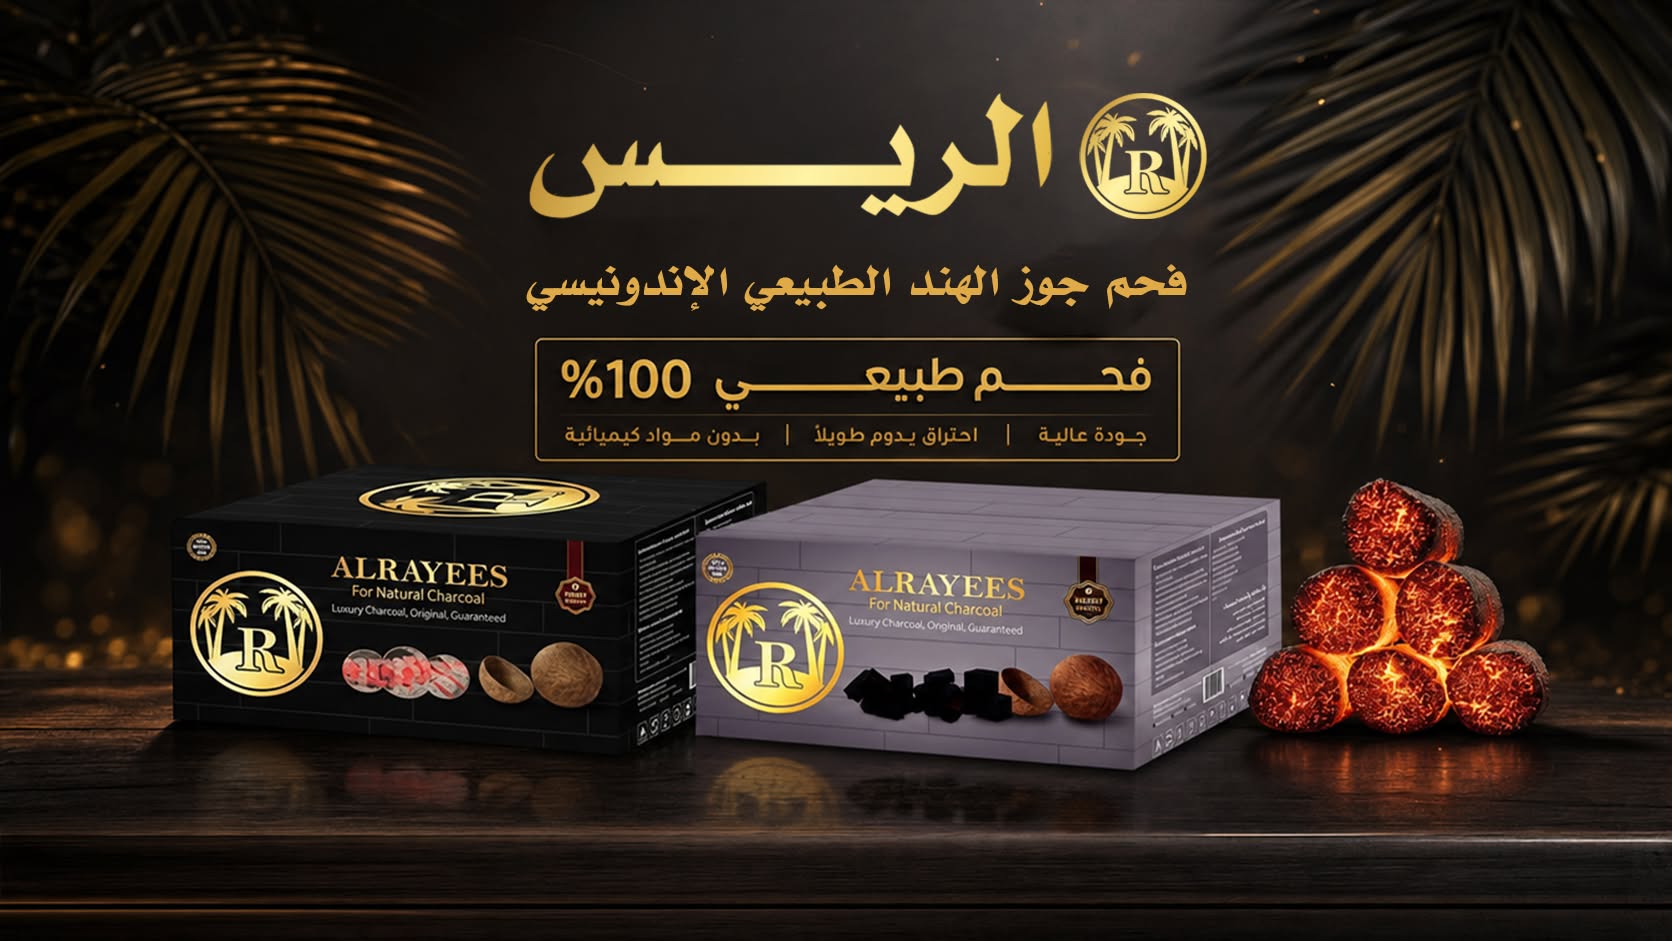 الريس
R
فحم جوز الهند الطبيعي الإندونيسي
فحم طبيعي 100%
جودة عالية | احتراق يدوم طويلاً | بدون مواد كيميائية
ALRAYEES
For Natural Charcoal
Luxury Charcoal, Original, Guaranteed
R
ALRAYEES
For Natural Charcoal
Luxury Charcoal, Original, Guaranteed
R